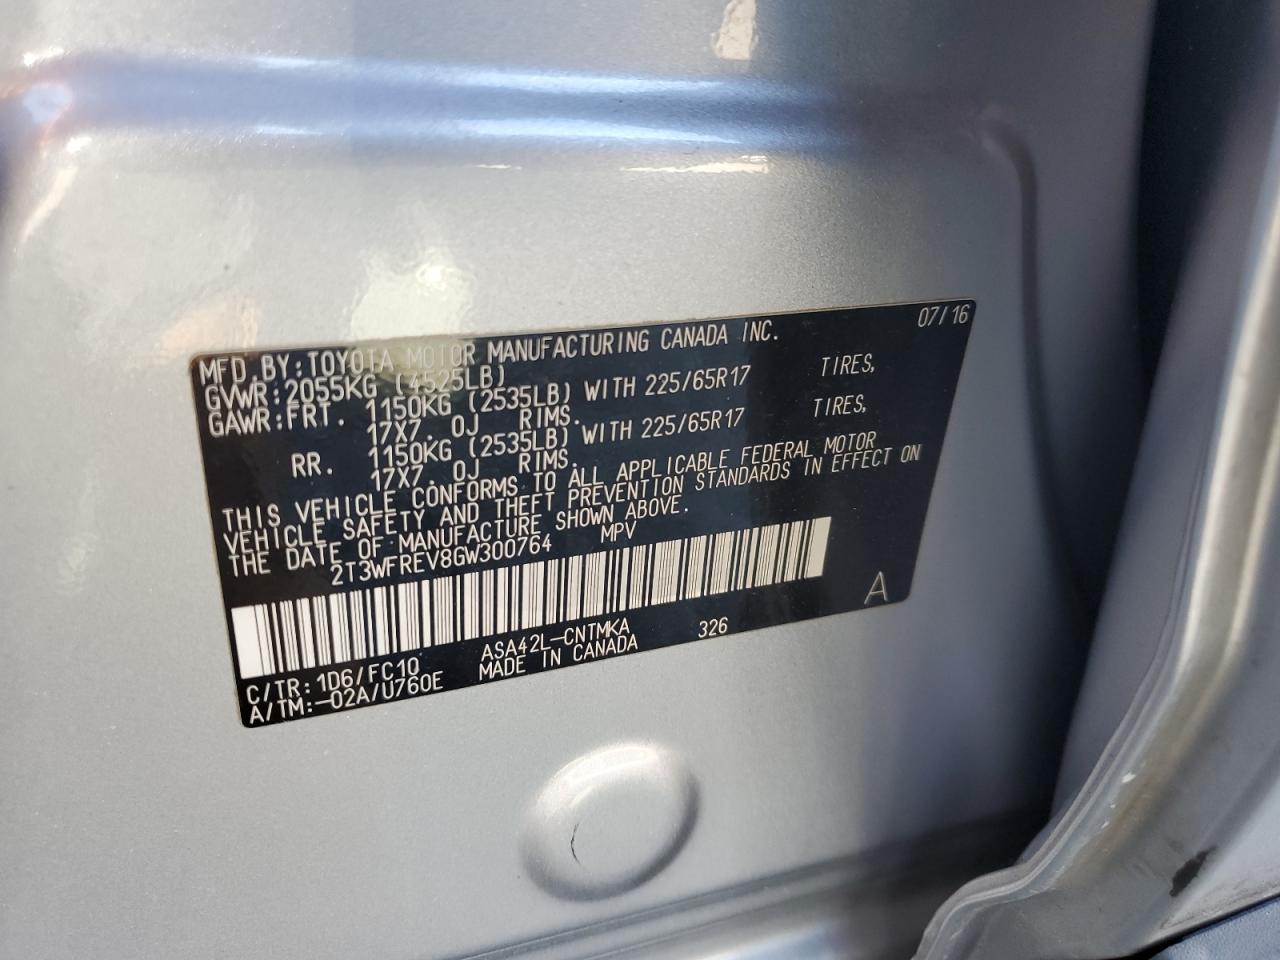 07/16
MFD. BY: TOYOTA MOTOR MANUFACTURING CANADA INC.
GVWR: 2055KG (4525LB)
GAWR: FRT. 1150KG (2535LB) WITH 225/65R17 TIRES,
17X7. 0J RIMS.
RR. 1150KG (2535LB) WITH 225/65R17 TIRES,
17X7. 0J RIMS.
THIS VEHICLE CONFORMS TO ALL APPLICABLE FEDERAL MOTOR
VEHICLE SAFETY AND THEFT PREVENTION STANDARDS IN EFFECT ON
THE DATE OF MANUFACTURE SHOWN ABOVE.
2T3WFREV8GW300764 MPV
A
C/TR: 1D6/FC10 ASA42L-CNTMKA 326
A/TM: -02A/U760E MADE IN CANADA